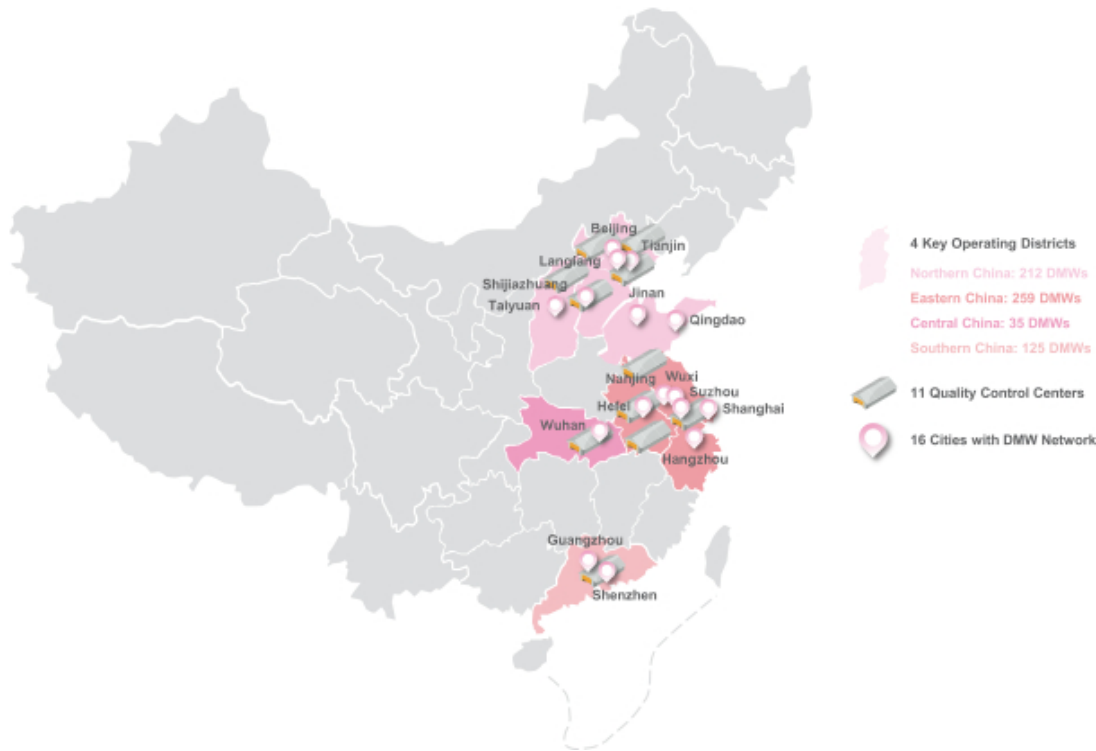 Beijing
Tianjin
Langfang
Shijiazhuang
Taiyuan
Jinan
Qingdao
Nanjing
Wuxi
Suzhou
Hefei
Shanghai
Wuhan
Hangzhou
Guangzhou
Shenzhen
4 Key Operating Districts
Northern China: 212 DMWs
Eastern China: 259 DMWs
Central China: 35 DMWs
Southern China: 125 DMWs
11 Quality Control Centers
16 Cities with DMW Network